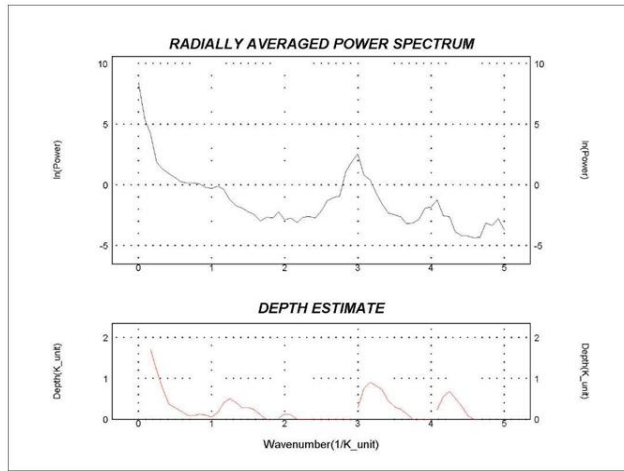 RADIALLY AVERAGED POWER SPECTRUM
10 10
ln(Power) ln(Power)
5 5
0 0
-5 -5
0 1 2 3 4 5
DEPTH ESTIMATE
Depth(K_unit) Depth(K_unit)
2 2
1 1
0 0
0 1 2 3 4 5
Wavenumber(1/K_unit)